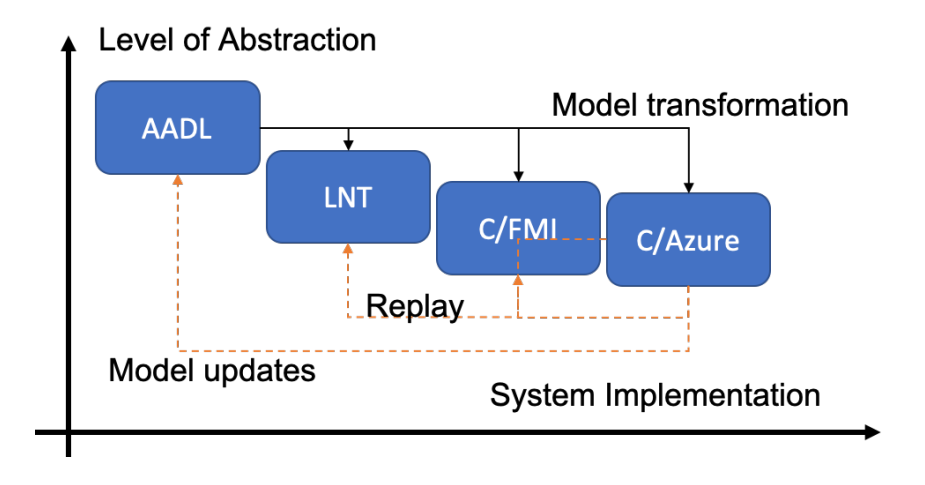 Level of Abstraction
Model transformation
AADL
LNT
C/FMI
C/Azure
Replay
Model updates
System Implementation